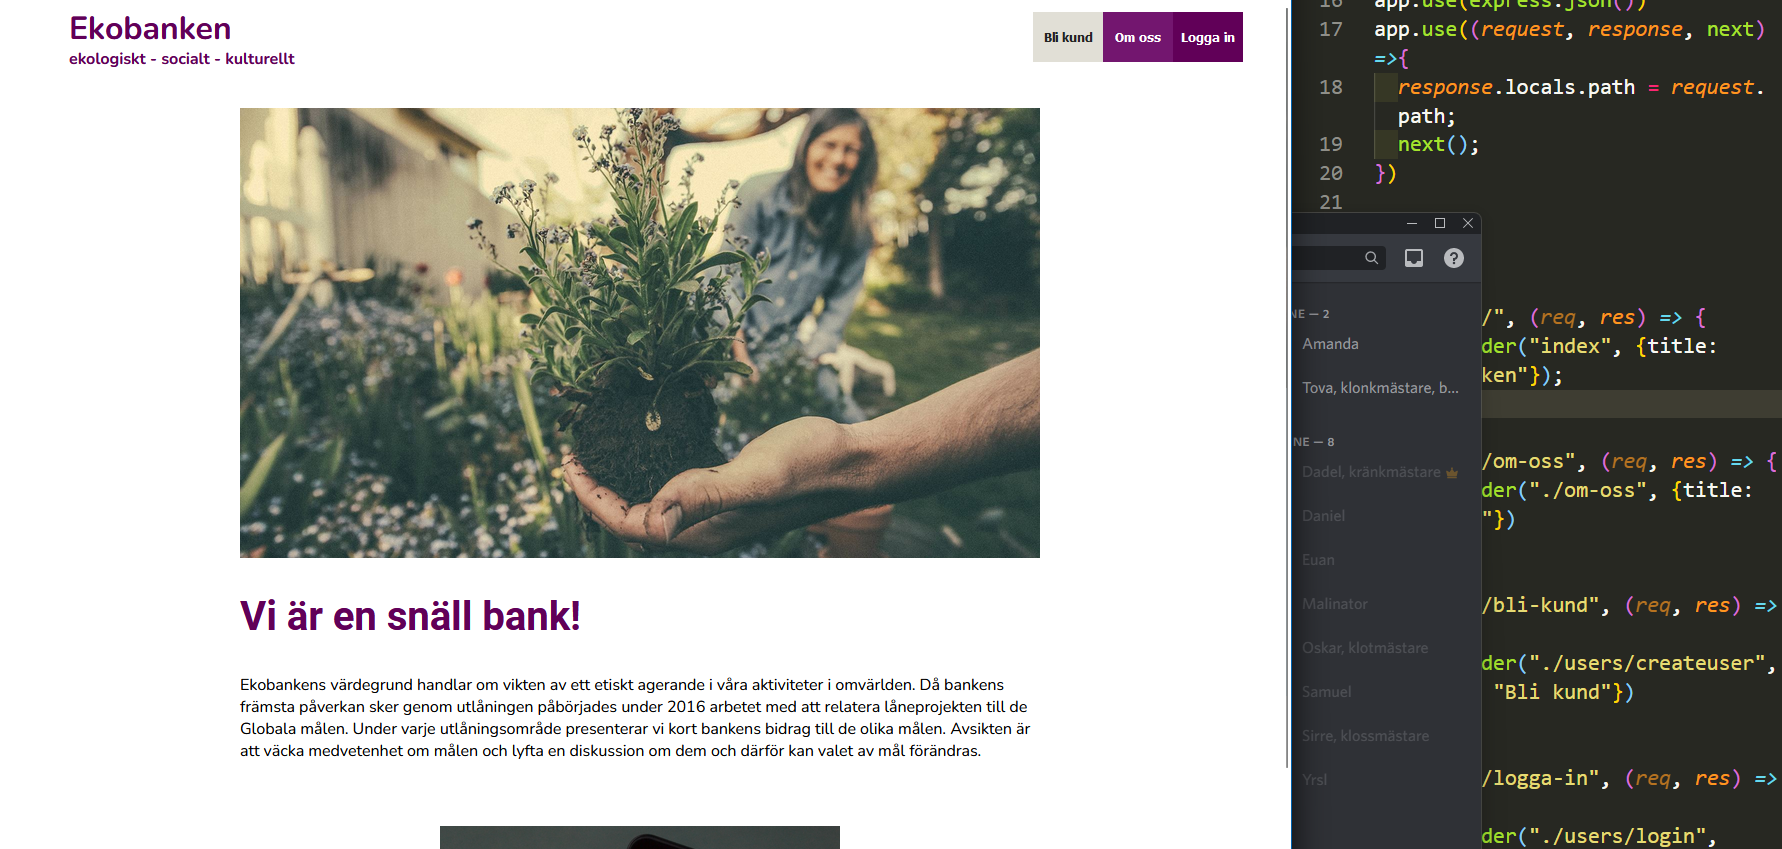 Ekobanken
ekologiskt - socialt - kulturellt
Bli kund
Om oss
Logga in
Vi är en snäll bank!
Ekobankens värdegrund handlar om vikten av ett etiskt agerande i våra aktiviteter i omvärlden. Då bankens
främsta påverkan sker genom utlåningen påbörjades under 2016 arbetet med att relatera låneprojekten till de
Globala målen. Under varje utlåningsområde presenterar vi kort bankens bidrag till de olika målen. Avsikten är
att väcka medvetenhet om målen och lyfta en diskussion om dem och därför kan valet av mål förändras.
16 app.use(express.json())
17 app.use((request, response, next)
=>{
18 response.locals.path = request.
path;
19 next();
20 })
21
NE — 2
Amanda
Tova, klonkmästare, b...
NE — 8
Dadel, kränkmästare
Daniel
Euan
Malinator
Oskar, klotmästare
Samuel
Sirre, klossmästare
Yrsl
/", (req, res) => {
der("index", {title:
ken"});
/om-oss", (req, res) => {
der("./om-oss", {title:
"})
/bli-kund", (req, res) =>
der("./users/createuser",
"Bli kund"})
/logga-in", (req, res) =>
der("./users/login",